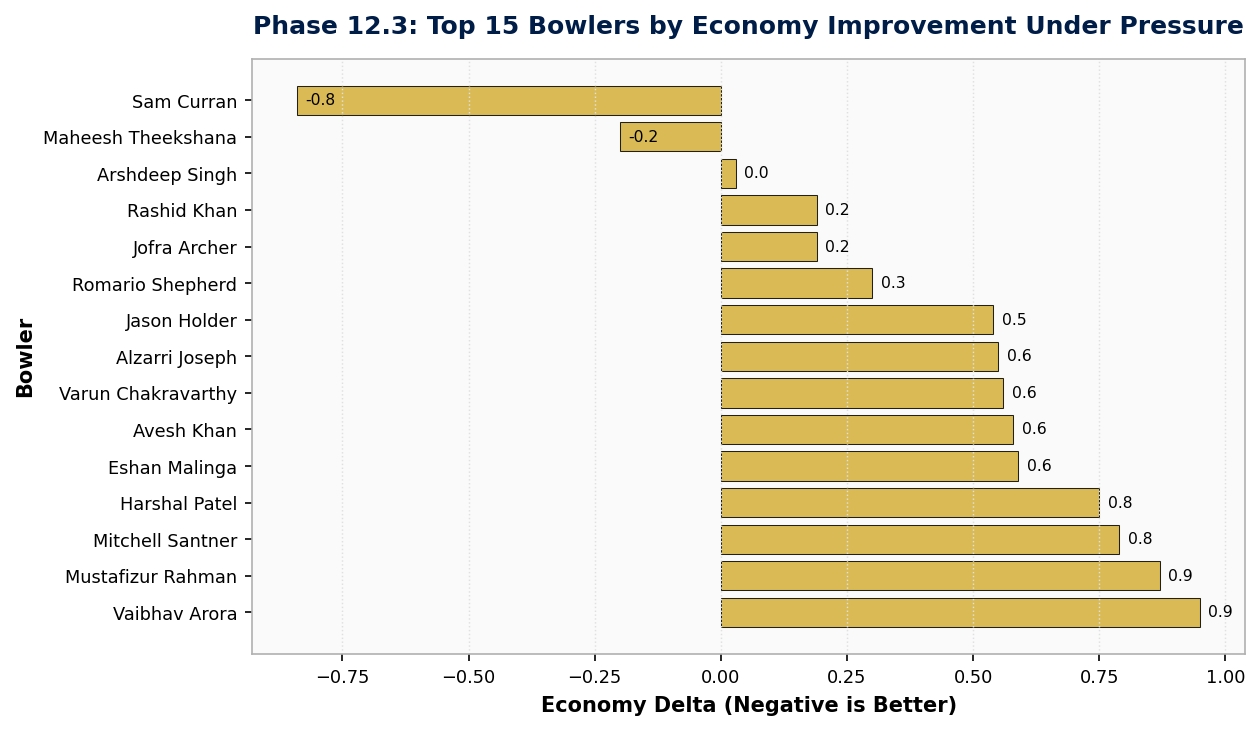 Phase 12.3: Top 15 Bowlers by Economy Improvement Under Pressure
Bowler
Sam Curran -0.8
Maheesh Theekshana -0.2
Arshdeep Singh 0.0
Rashid Khan 0.2
Jofra Archer 0.2
Romario Shepherd 0.3
Jason Holder 0.5
Alzarri Joseph 0.6
Varun Chakravarthy 0.6
Avesh Khan 0.6
Eshan Malinga 0.6
Harshal Patel 0.8
Mitchell Santner 0.8
Mustafizur Rahman 0.9
Vaibhav Arora 0.9
−0.75 −0.50 −0.25 0.00 0.25 0.50 0.75 1.00
Economy Delta (Negative is Better)